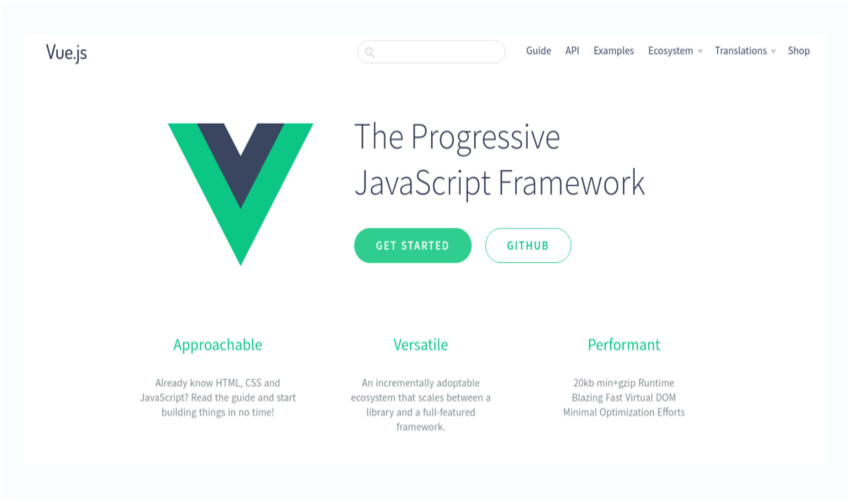 Vue.js
Guide API Examples Ecosystem Translations Shop
The Progressive
JavaScript Framework
GET STARTED GITHUB
Approachable
Already know HTML, CSS and
JavaScript? Read the guide and start
building things in no time!
Versatile
An incrementally adoptable
ecosystem that scales between a
library and a full-featured
framework.
Performant
20kb min+gzip Runtime
Blazing Fast Virtual DOM
Minimal Optimization Efforts